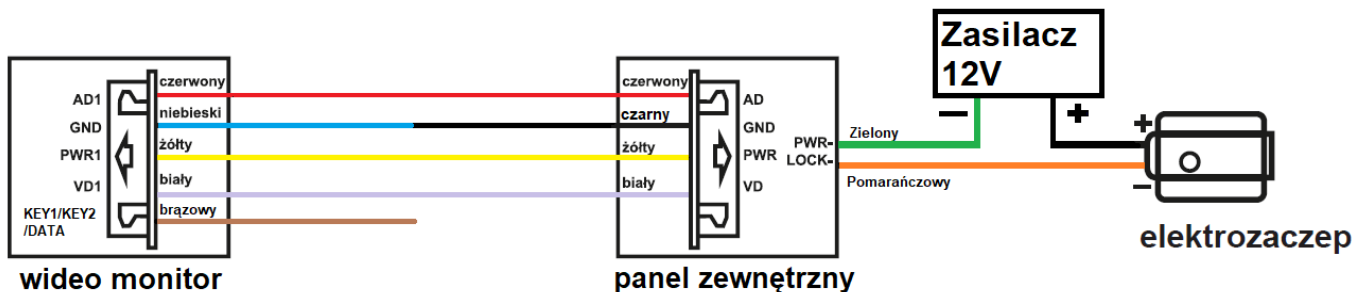 Zasilacz
12V
− +
czerwony
AD1
niebieski
GND
żółty
PWR1
biały
VD1
brązowy
KEY1/KEY2
/DATA
wideo monitor
czerwony
AD
czarny
GND
żółty
PWR
biały
VD
panel zewnętrzny
PWR-
LOCK-
Zielony
Pomarańczowy
+
−
elektrozaczep